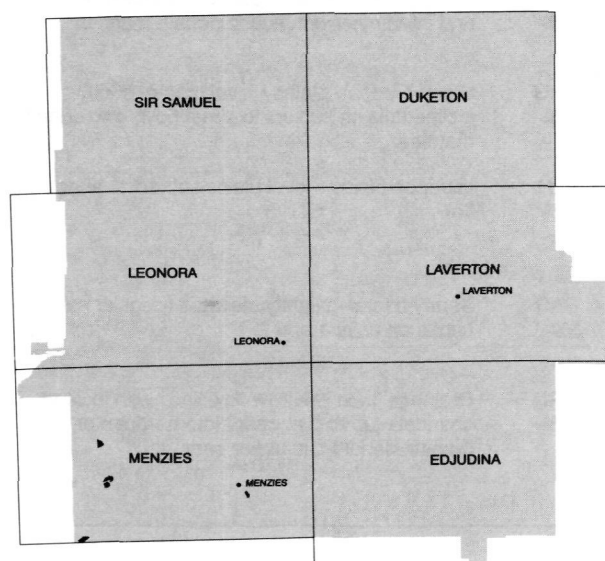 SIR SAMUEL
DUKETON
LEONORA
LAVERTON
LAVERTON
LEONORA
MENZIES
MENZIES
EDJUDINA